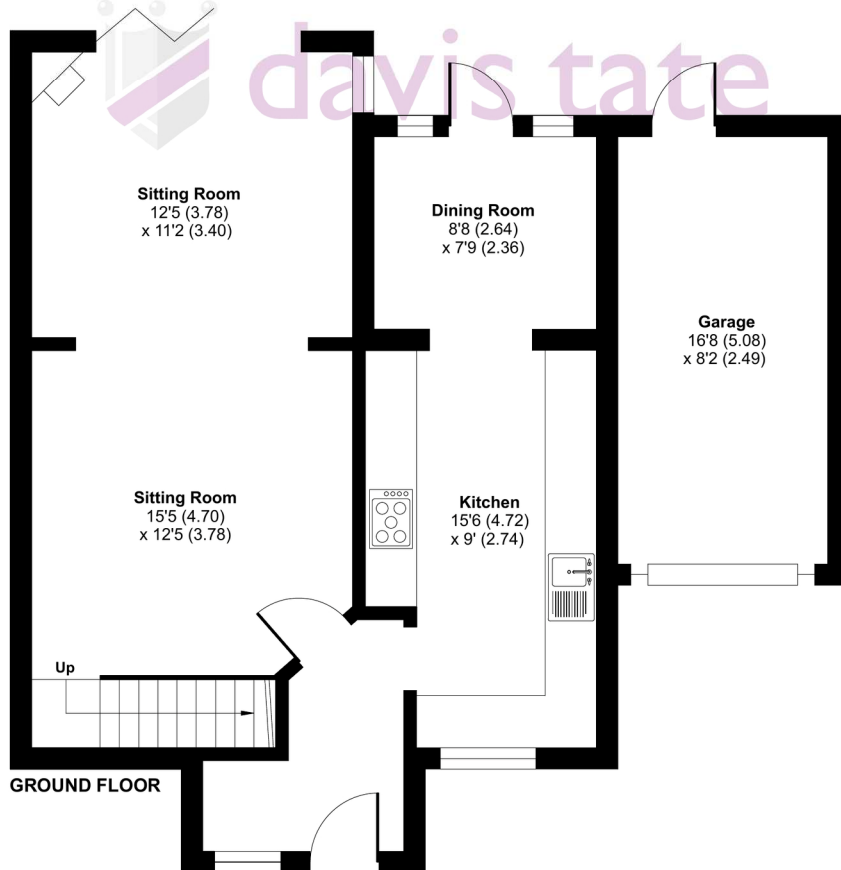 davis tate
Sitting Room
12'5 (3.78)
x 11'2 (3.40)
Dining Room
8'8 (2.64)
x 7'9 (2.36)
Garage
16'8 (5.08)
x 8'2 (2.49)
Sitting Room
15'5 (4.70)
x 12'5 (3.78)
Kitchen
15'6 (4.72)
x 9' (2.74)
Up
GROUND FLOOR